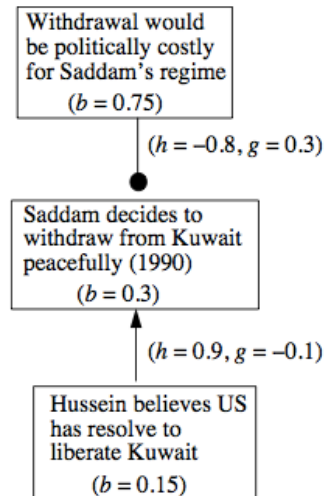 Withdrawal would
be politically costly
for Saddam's regime
(b = 0.75)
(h = –0.8, g = 0.3)
Saddam decides to
withdraw from Kuwait
peacefully (1990)
(b = 0.3)
(h = 0.9, g = –0.1)
Hussein believes US
has resolve to
liberate Kuwait
(b = 0.15)